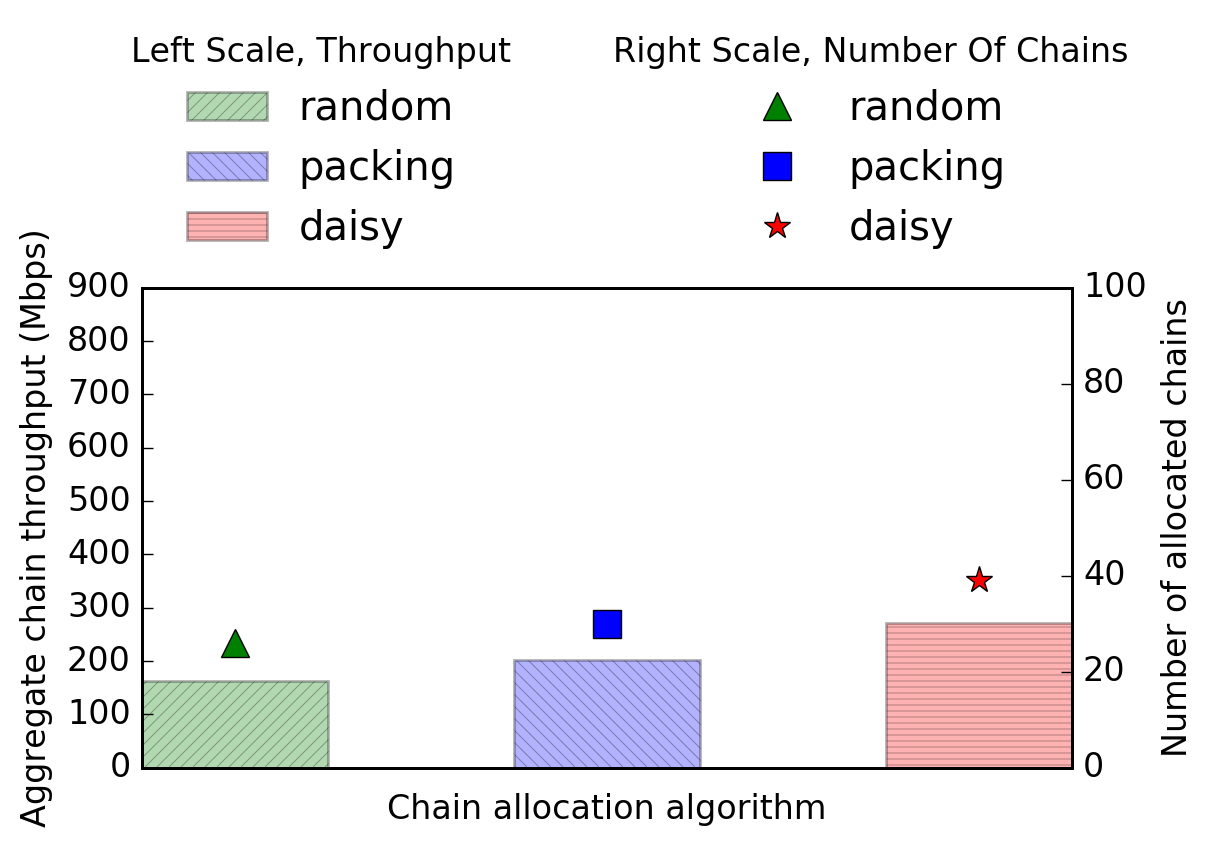 Left Scale, Throughput
random
packing
daisy
Right Scale, Number Of Chains
random
packing
daisy
Aggregate chain throughput (Mbps)
900
800
700
600
500
400
300
200
100
0
100
80
60
40
20
0
Number of allocated chains
Chain allocation algorithm